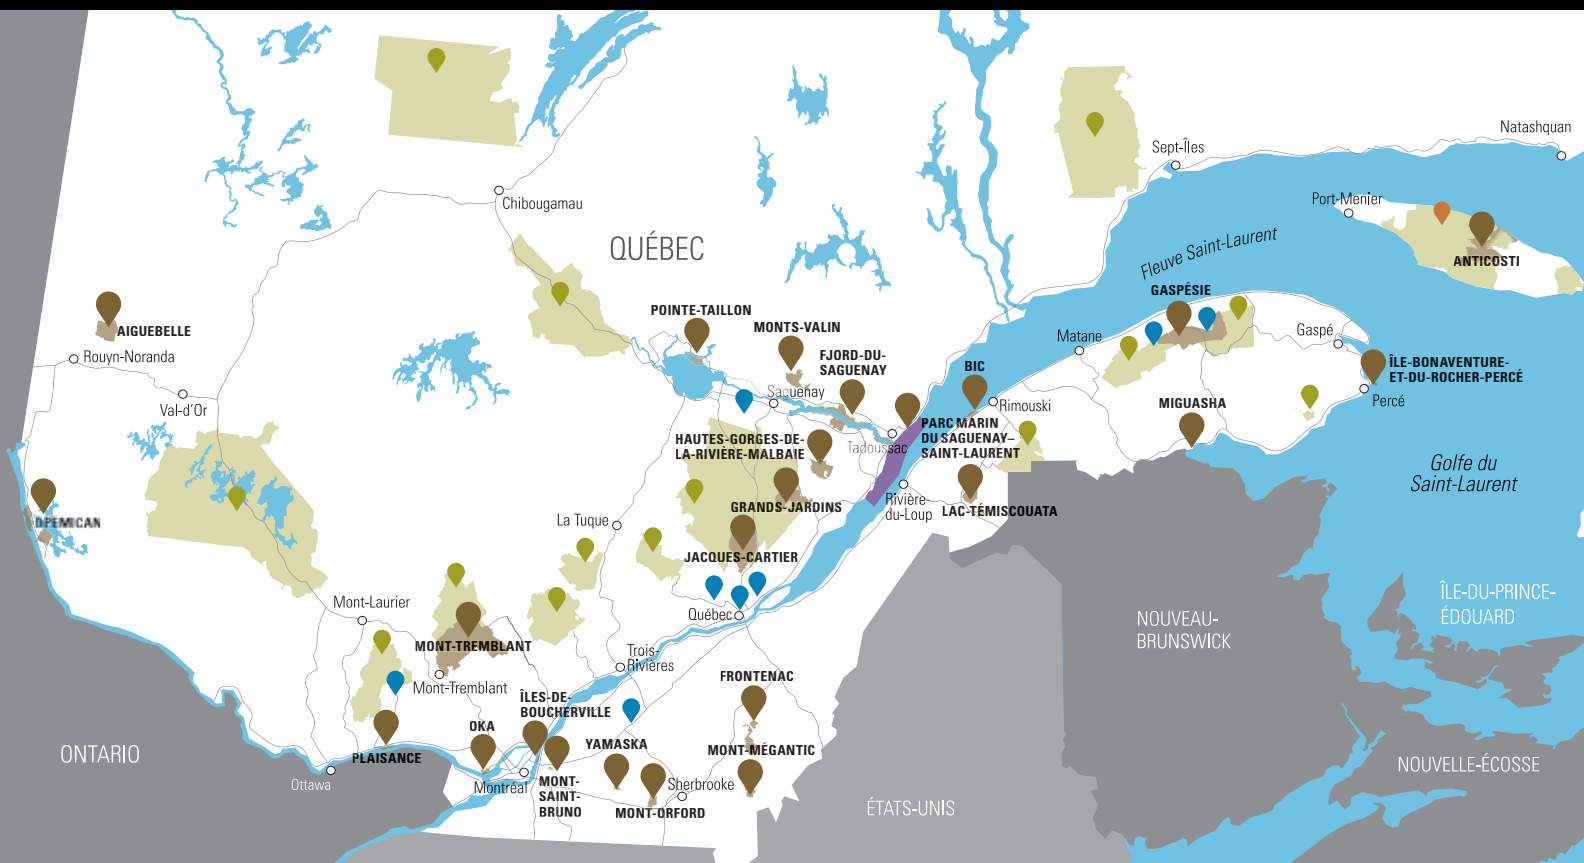 Natashquan
Sept-Îles
Port-Menier
Chibougamau
QUÉBEC
Fleuve Saint-Laurent
ANTICOSTI
GASPÉSIE
POINTE-TAILLON
MONTS-VALIN
AIGUEBELLE
Rouyn-Noranda
Gaspé
Matane
FJORD-DU-
SAGUENAY
BIC
ÎLE-BONAVENTURE-
ET-DU-ROCHER-PERCÉ
Saguenay
Val-d'Or
Rimouski
MIGUASHA
Percé
PARC MARIN
DU SAGUENAY–
SAINT-LAURENT
HAUTES-GORGES-DE-
LA-RIVIÈRE-MALBAIE
Tadoussac
Golfe du
Saint-Laurent
Rivière-
du-Loup
LAC-TÉMISCOUATA
GRANDS-JARDINS
OPEMICAN
La Tuque
JACQUES-CARTIER
Mont-Laurier
Québec
ÎLE-DU-PRINCE-
ÉDOUARD
NOUVEAU-
BRUNSWICK
MONT-TREMBLANT
Trois-
Rivières
Mont-Tremblant
FRONTENAC
ÎLES-DE-
BOUCHERVILLE
OKA
YAMASKA
MONT-MÉGANTIC
ONTARIO
PLAISANCE
NOUVELLE-ÉCOSSE
Ottawa
Montréal
MONT-
SAINT-
BRUNO
Sherbrooke
MONT-ORFORD
ÉTATS-UNIS